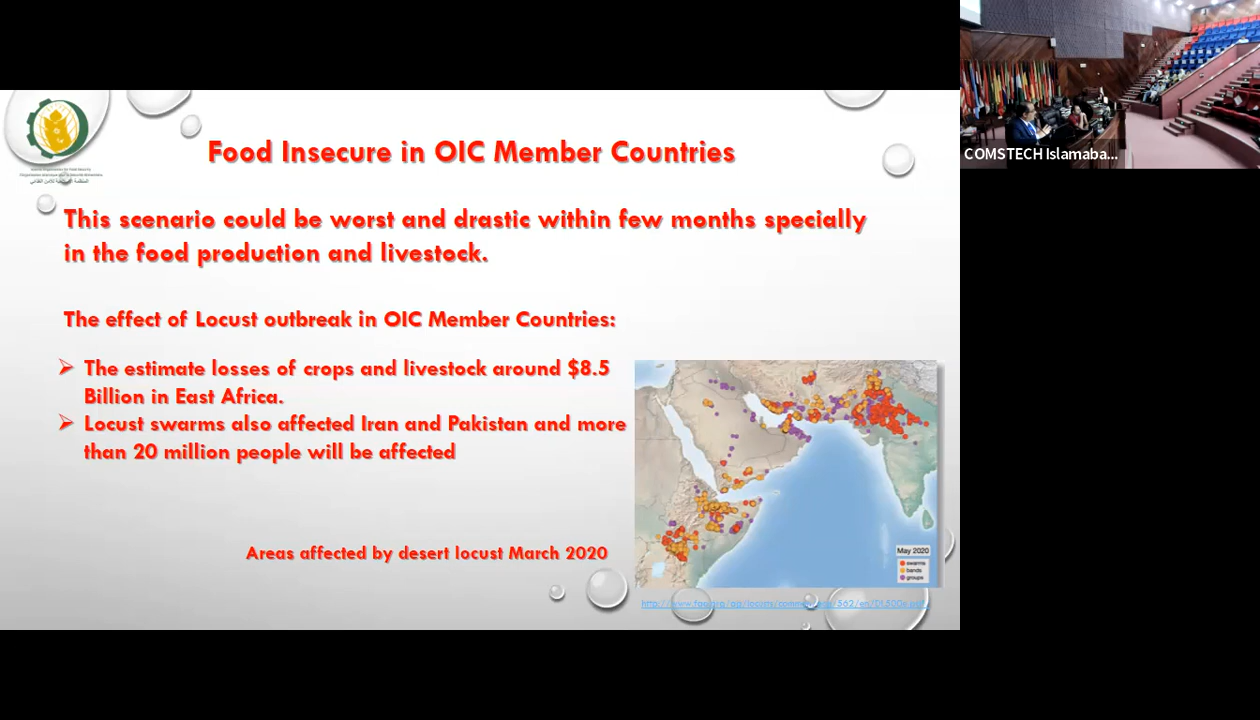 Food Insecure in OIC Member Countries
This scenario could be worst and drastic within few months specially
in the food production and livestock.
The effect of Locust outbreak in OIC Member Countries:
The estimate losses of crops and livestock around $8.5
Billion in East Africa.
Locust swarms also affected Iran and Pakistan and more
than 20 million people will be affected
Areas affected by desert locust March 2020
May 2020
swarms
bands
groups
COMSTECH Islamaba...